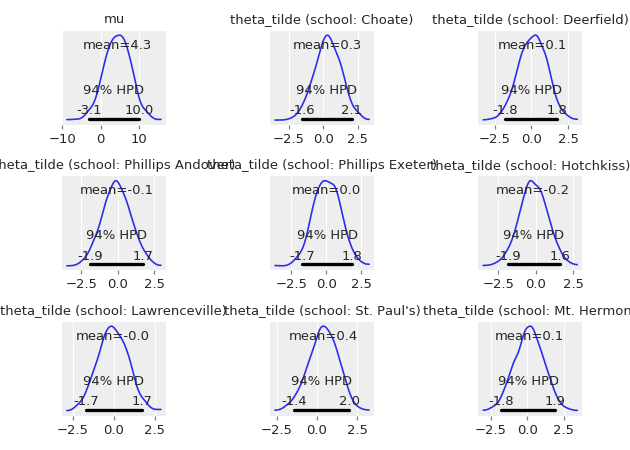 mu
mean=4.3
94% HPD
-3.1 10.0
−10 0 10
theta_tilde (school: Choate)
mean=0.3
94% HPD
-1.6 2.1
−2.5 0.0 2.5
theta_tilde (school: Deerfield)
mean=0.1
94% HPD
-1.8 1.8
−2.5 0.0 2.5
theta_tilde (school: Phillips Andover)
mean=-0.1
94% HPD
-1.9 1.7
−2.5 0.0 2.5
theta_tilde (school: Phillips Exeter)
mean=0.0
94% HPD
-1.7 1.8
−2.5 0.0 2.5
theta_tilde (school: Hotchkiss)
mean=-0.2
94% HPD
-1.9 1.6
−2.5 0.0 2.5
theta_tilde (school: Lawrenceville)
mean=-0.0
94% HPD
-1.7 1.7
−2.5 0.0 2.5
theta_tilde (school: St. Paul's)
mean=0.4
94% HPD
-1.4 2.0
−2.5 0.0 2.5
theta_tilde (school: Mt. Hermon
mean=0.1
94% HPD
-1.8 1.9
−2.5 0.0 2.5